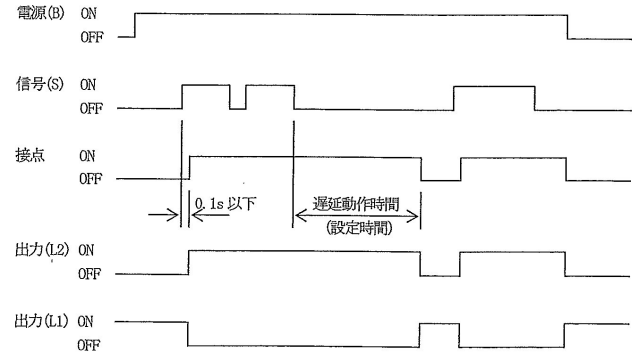 電源(B) ON
OFF
信号(S) ON
OFF
接点 ON
OFF
0.1s 以下
遅延動作時間
(設定時間)
出力(L2) ON
OFF
出力(L1) ON
OFF